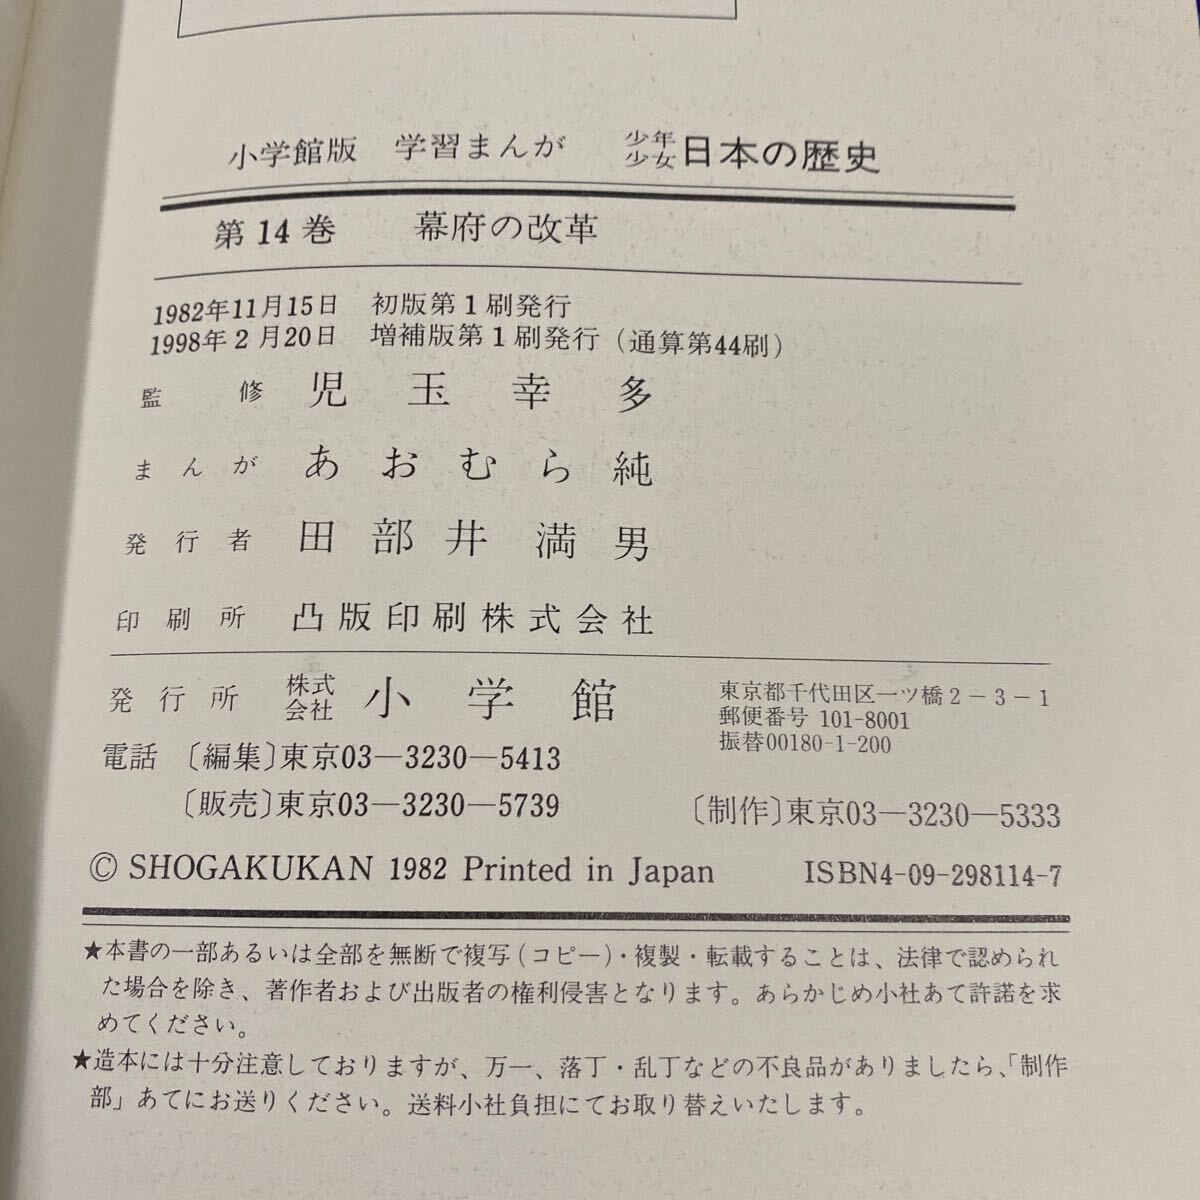 小学館版　学習まんが　少年少女日本の歴史
第14巻　幕府の改革
1982年11月15日　初版第1刷発行
1998年2月20日　増補版第1刷発行（通算第44刷）
監修　児玉幸多
まんが　あおむら純
発行者　田部井満男
印刷所　凸版印刷株式会社
発行所　株式会社　小学館
東京都千代田区一ツ橋2－3－1
郵便番号 101-8001
振替00180-1-200
電話〔編集〕東京03―3230―5413
〔販売〕東京03―3230―5739　〔制作〕東京03―3230―5333
© SHOGAKUKAN 1982 Printed in Japan　ISBN4-09-298114-7
★本書の一部あるいは全部を無断で複写（コピー）・複製・転載することは、法律で認められ
た場合を除き、著作者および出版者の権利侵害となります。あらかじめ小社あて許諾を求
めてください。
★造本には十分注意しておりますが、万一、落丁・乱丁などの不良品がありましたら、「制作
部」あてにお送りください。送料小社負担にてお取り替えいたします。